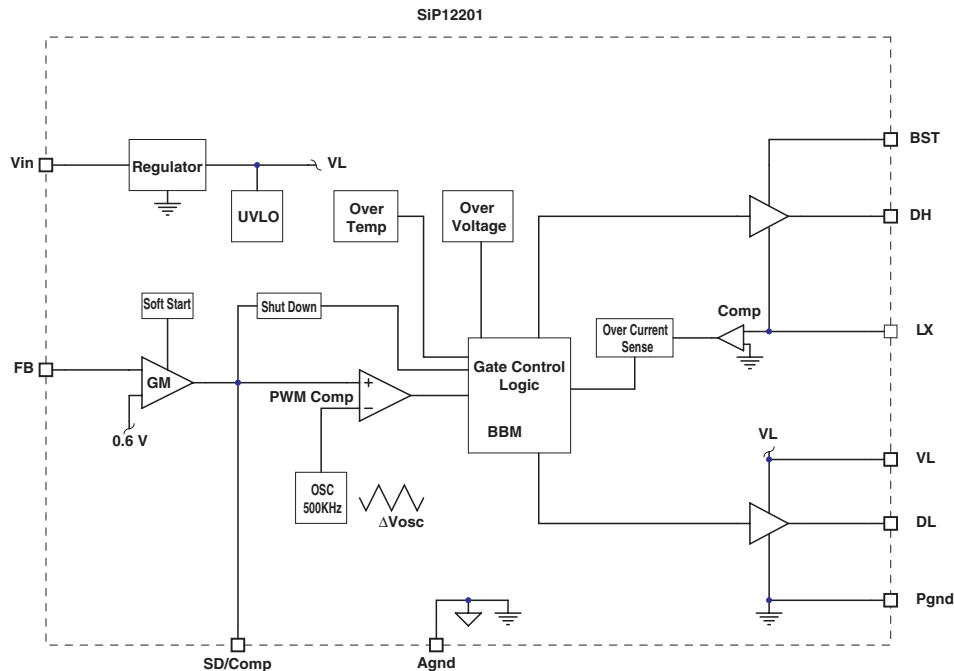 SiP12201
BST
Vin
Regulator
VL
UVLO
Over
Temp
Over
Voltage
DH
Soft Start
Shut Down
Comp
Over Current
Sense
LX
FB
GM
0.6 V
PWM Comp
+
−
Gate Control
Logic
BBM
VL
VL
OSC
500KHz
ΔVosc
DL
Pgnd
SD/Comp
Agnd